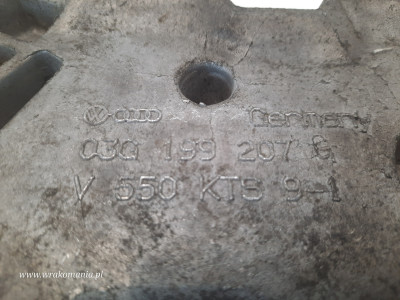 Germany
03G 199 207 G
V 550 KTS 9-1
www.wrakomania.pl